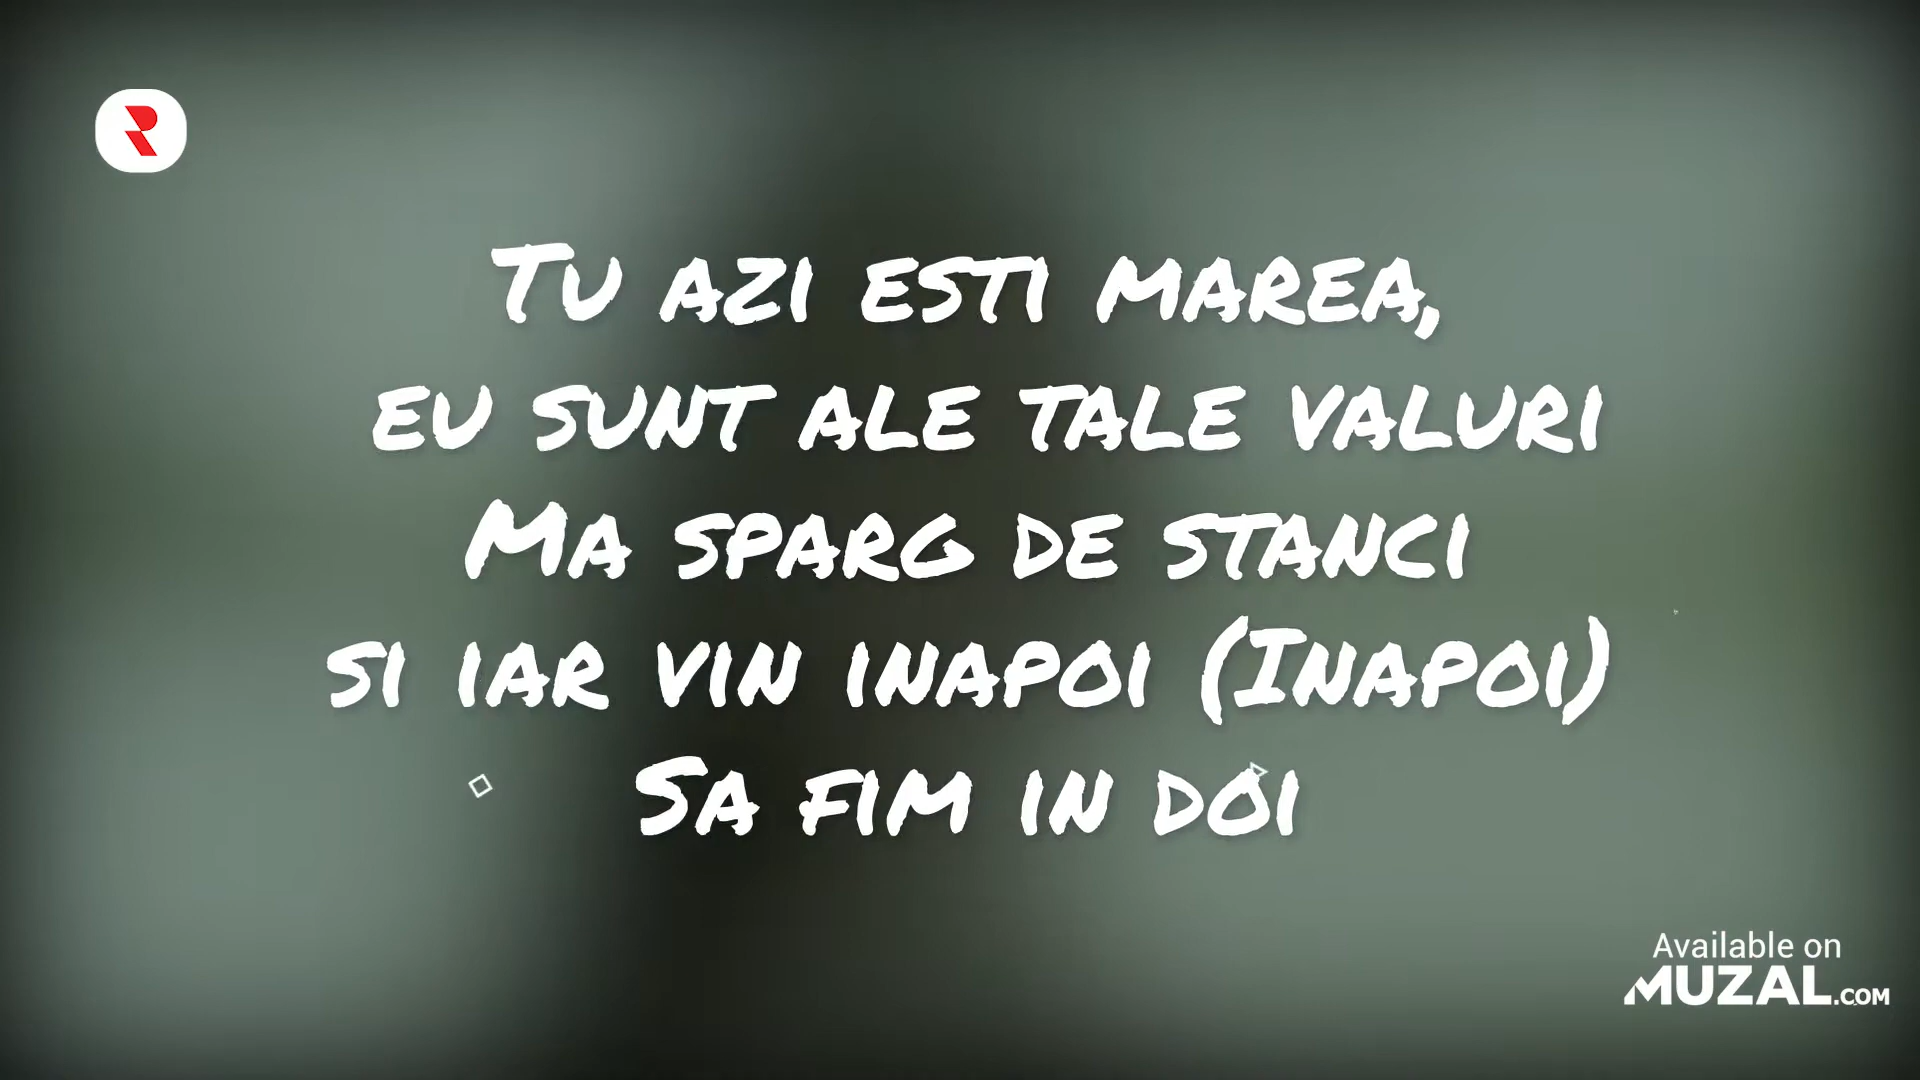 Tu azi esti marea,
eu sunt ale tale valuri
Ma sparg de stanci
si iar vin inapoi (Inapoi)
Sa fim in doi
Available on
MUZAL.COM